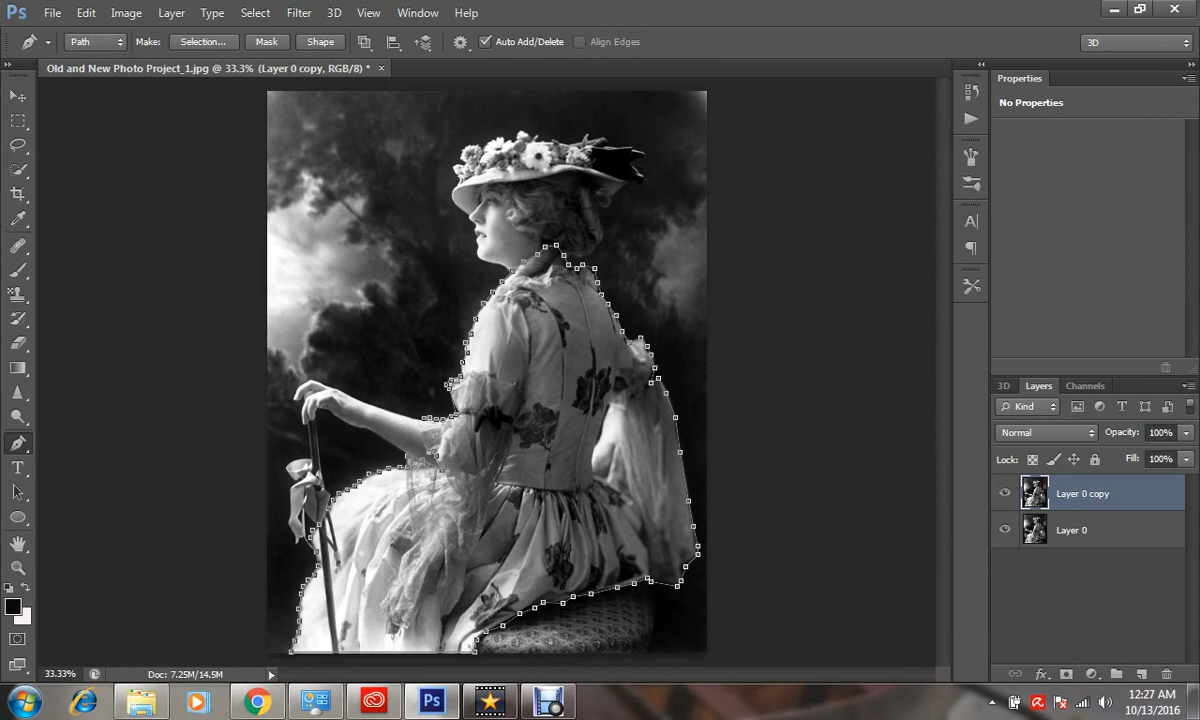 Ps File Edit Image Layer Type Select Filter 3D View Window Help
Path Make: Selection... Mask Shape Auto Add/Delete Align Edges 3D
Old and New Photo Project_1.jpg @ 33.3% (Layer 0 copy, RGB/8) * ×
Properties
No Properties
3D Layers Channels
Kind
Normal Opacity: 100%
Lock: Fill: 100%
Layer 0 copy
Layer 0
33.33% Doc: 7.25M/14.5M
Ps
12:27 AM
10/13/2016